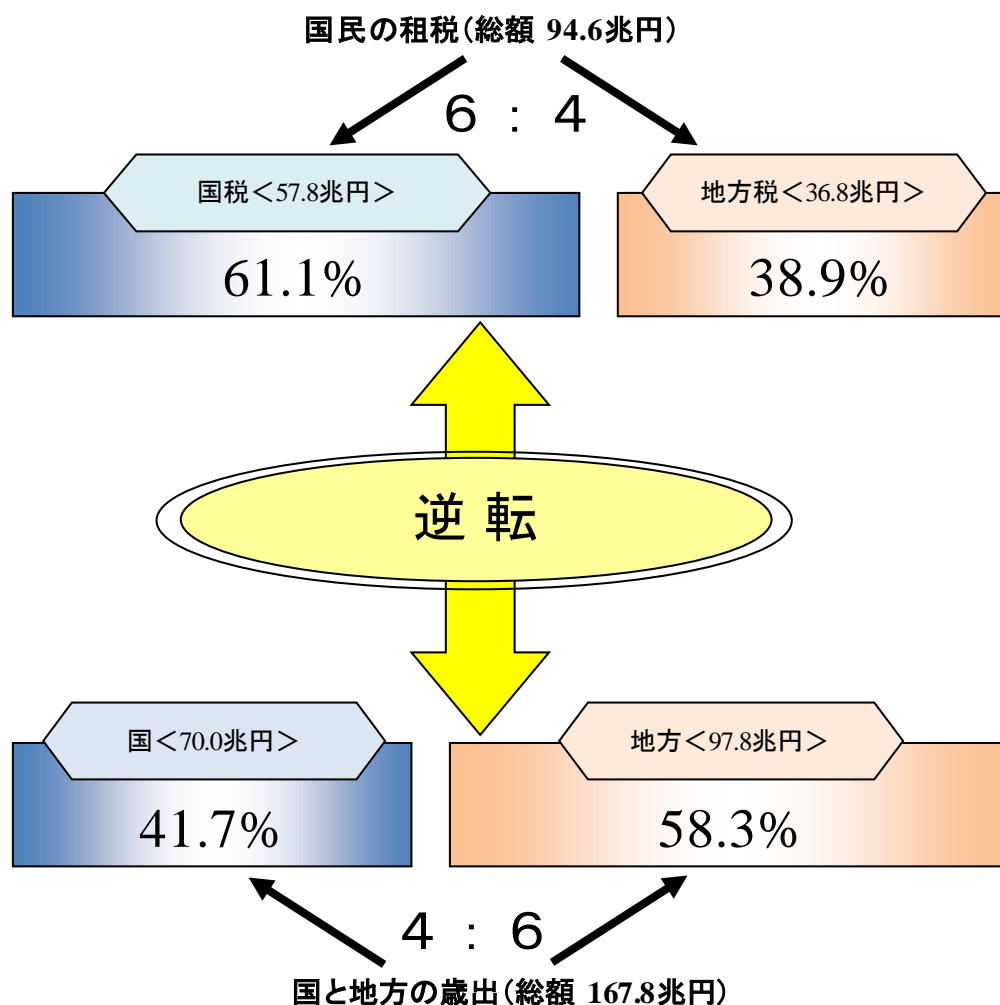 国民の租税(総額 94.6兆円)
6 : 4
国税<57.8兆円>
地方税<36.8兆円>
61.1%
38.9%
逆 転
国<70.0兆円>
地方<97.8兆円>
41.7%
58.3%
4 : 6
国と地方の歳出(総額 167.8兆円)